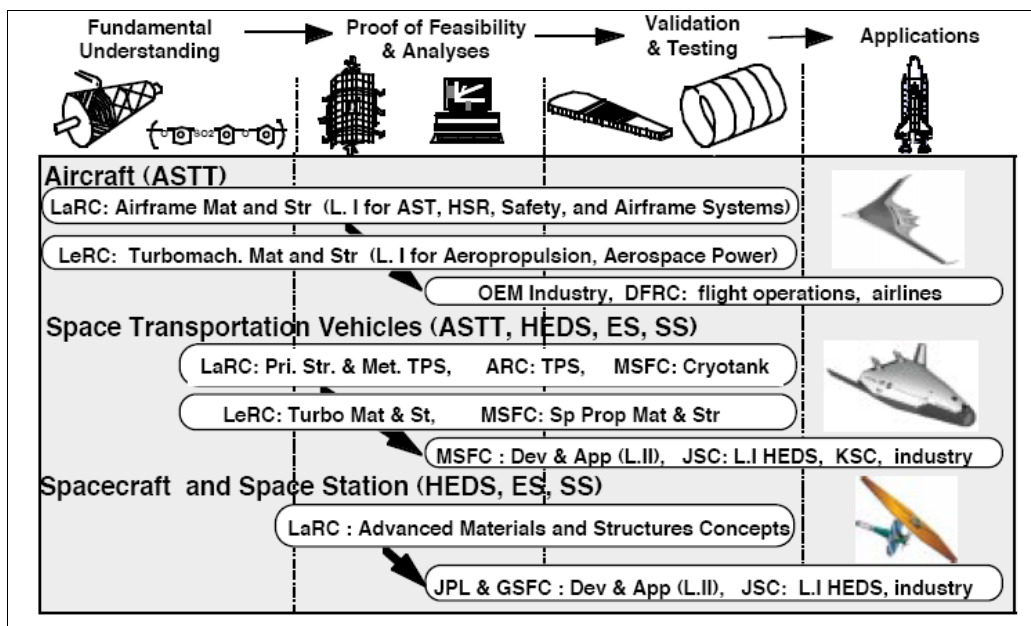 Fundamental
Understanding
Proof of Feasibility
& Analyses
Validation
& Testing
Applications
SO2
Aircraft (ASTT)
LaRC: Airframe Mat and Str (L. I for AST, HSR, Safety, and Airframe Systems)
LeRC: Turbomach. Mat and Str (L. I for Aeropropulsion, Aerospace Power)
OEM Industry, DFRC: flight operations, airlines
Space Transportation Vehicles (ASTT, HEDS, ES, SS)
LaRC: Pri. Str. & Met. TPS, ARC: TPS, MSFC: Cryotank
LeRC: Turbo Mat & St, MSFC: Sp Prop Mat & Str
MSFC : Dev & App (L.II), JSC: L.I HEDS, KSC, industry
Spacecraft and Space Station (HEDS, ES, SS)
LaRC : Advanced Materials and Structures Concepts
JPL & GSFC : Dev & App (L.II), JSC: L.I HEDS, industry